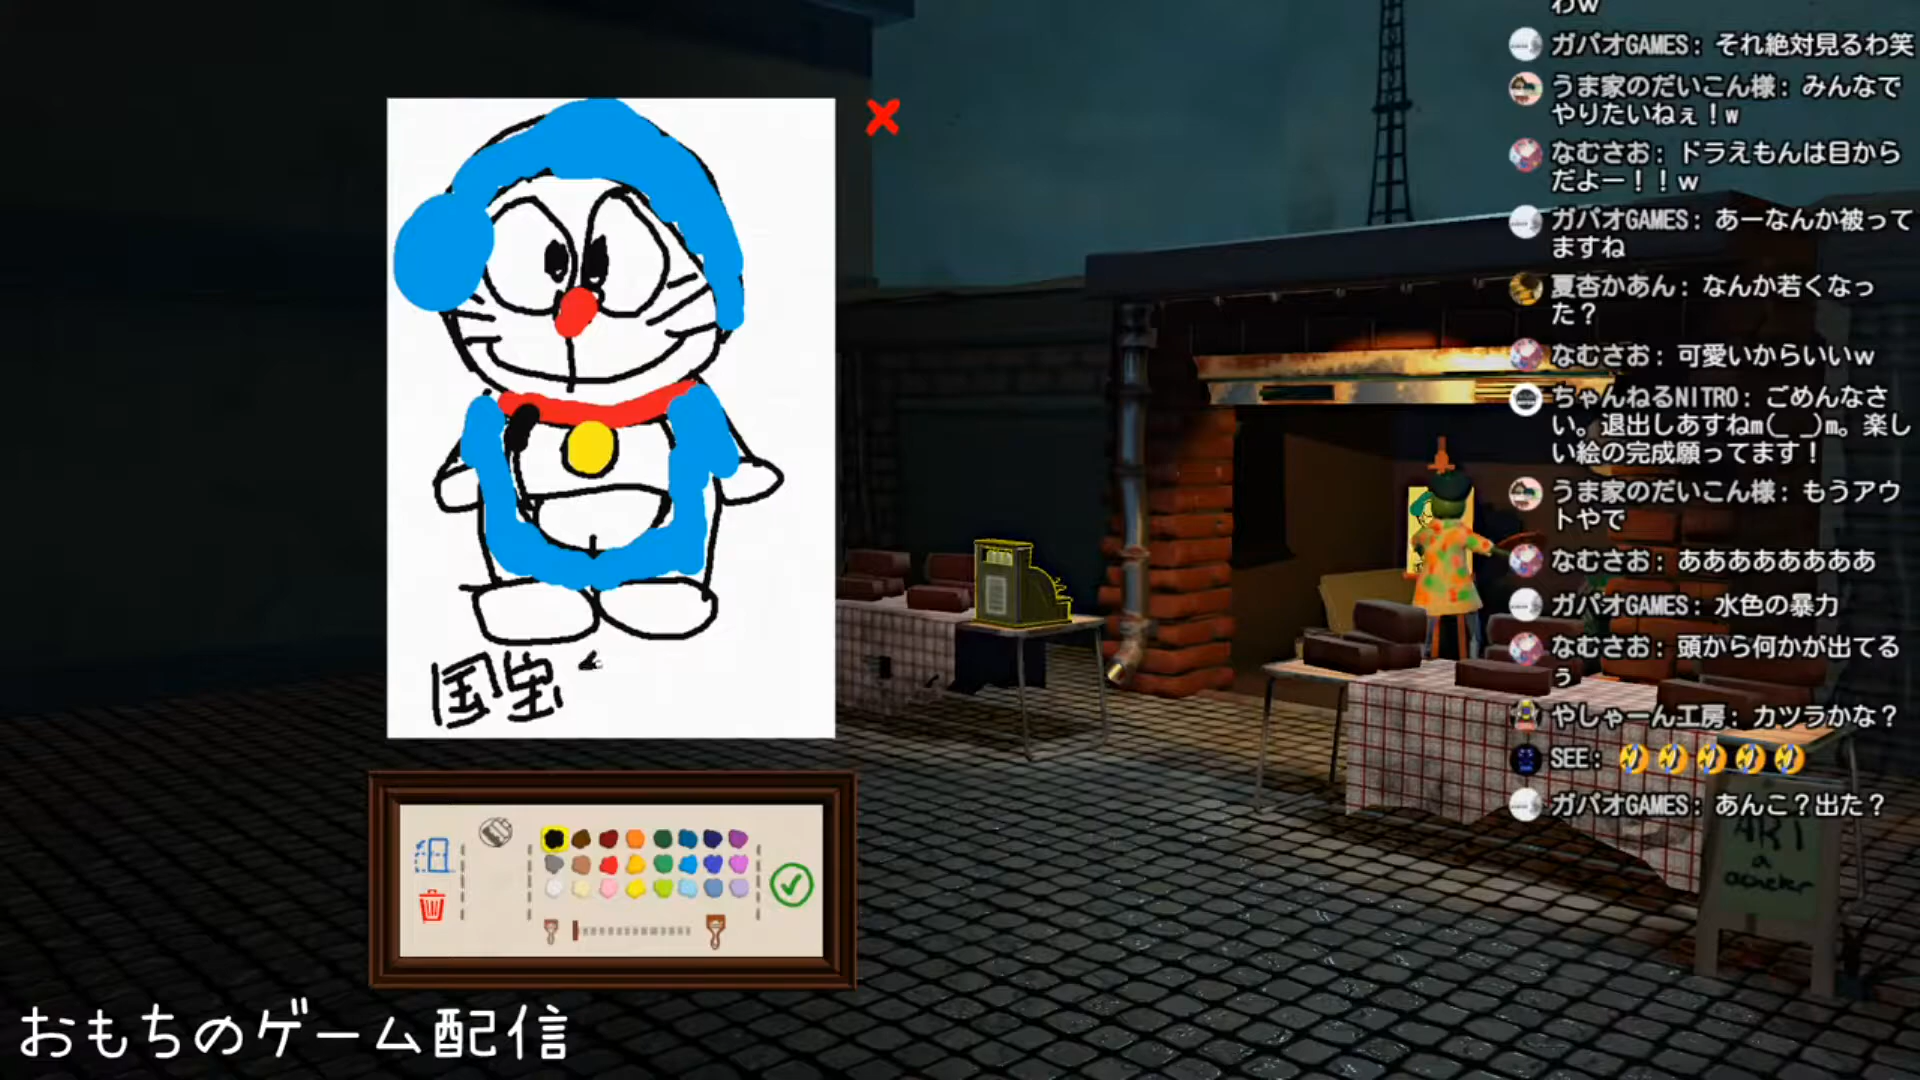 わw
ガパオGAMES: それ絶対見るわ笑
うま家のだいこん様: みんなで
やりたいねぇ！w
なむさお: ドラえもんは目から
だよー！！w
ガパオGAMES: あーなんか被って
ますね
夏杏かあん: なんか若くなっ
た？
なむさお: 可愛いからいいw
ちゃんねるNITRO: ごめんなさ
い。退出しあすねm(_ _)m。楽し
い絵の完成願ってます！
うま家のだいこん様: もうアウ
トやで
なむさお: ああああああああ
ガパオGAMES: 水色の暴力
なむさお: 頭から何かが出てる
ぅ
やしゃーん工房: カツラかな？
SEE: 🤣🤣🤣🤣🤣
ガパオGAMES: あんこ？出た？
国宝
ART
a
acheter
おもちのゲーム配信